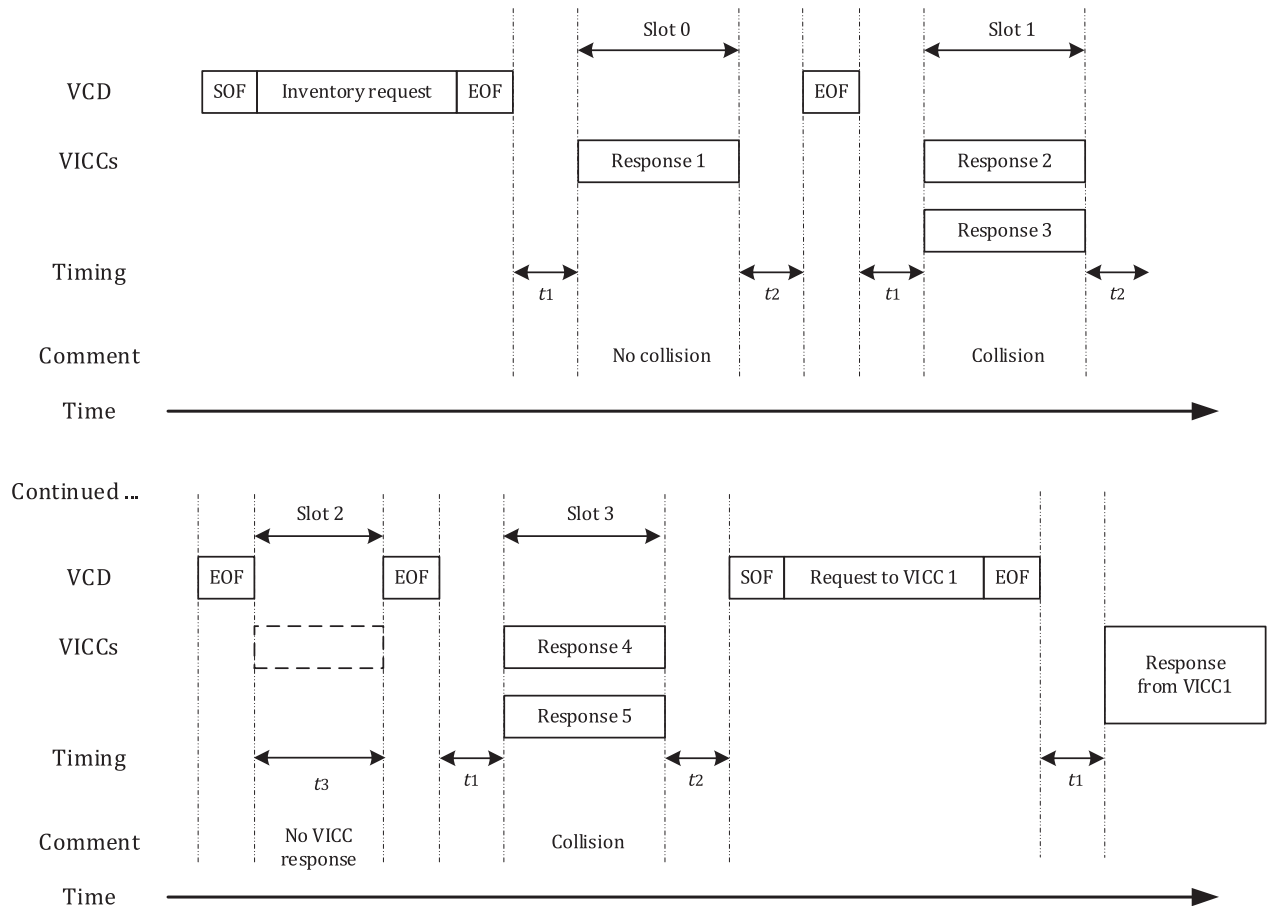 Slot 0
Slot 1
VCD
SOF
Inventory request
EOF
EOF
VICCs
Response 1
Response 2
Response 3
Timing
t1
t2
t1
t2
Comment
No collision
Collision
Time
Continued ...
Slot 2
Slot 3
VCD
EOF
EOF
SOF
Request to VICC 1
EOF
VICCs
Response 4
Response
from VICC1
Response 5
Timing
t3
t1
t2
t1
Comment
No VICC
response
Collision
Time